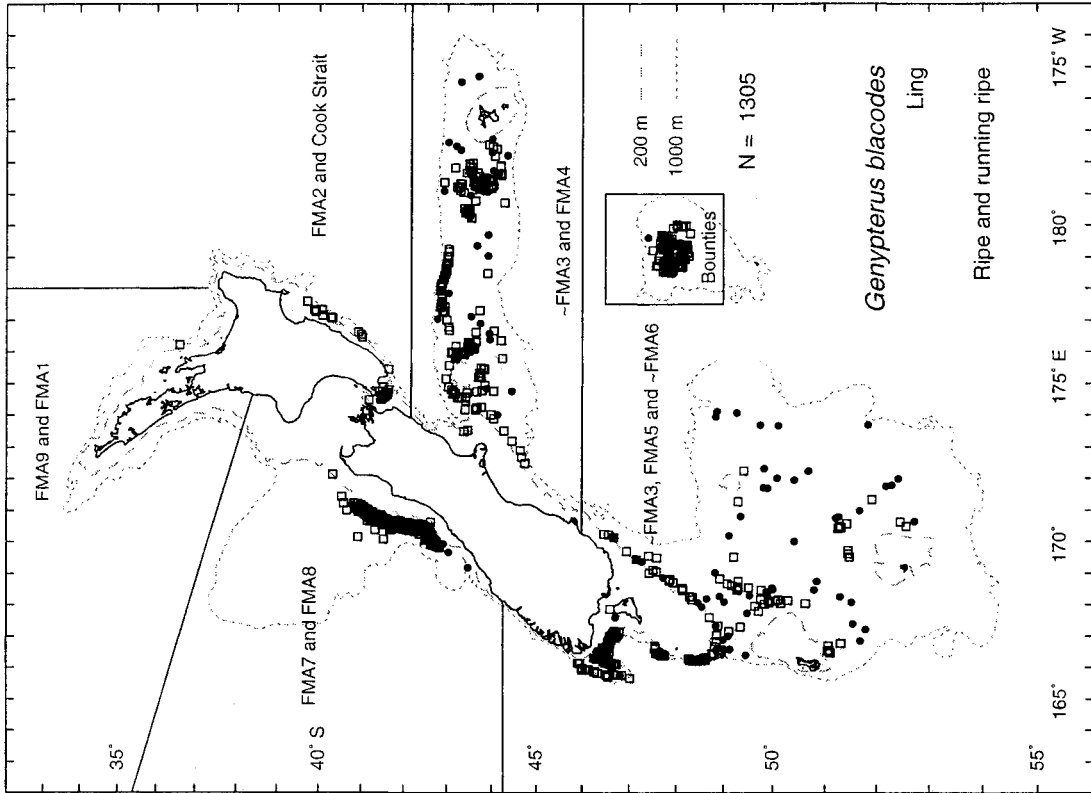 FMA9 and FMA1
FMA2 and Cook Strait
FMA7 and FMA8
~FMA3 and FMA4
~FMA3, FMA5 and ~FMA6
200 m
1000 m
N = 1305
Bounties
Genypterus blacodes
Ling
Ripe and running ripe
35°
40° S
45°
50°
55°
165°
170°
175° E
180°
175° W